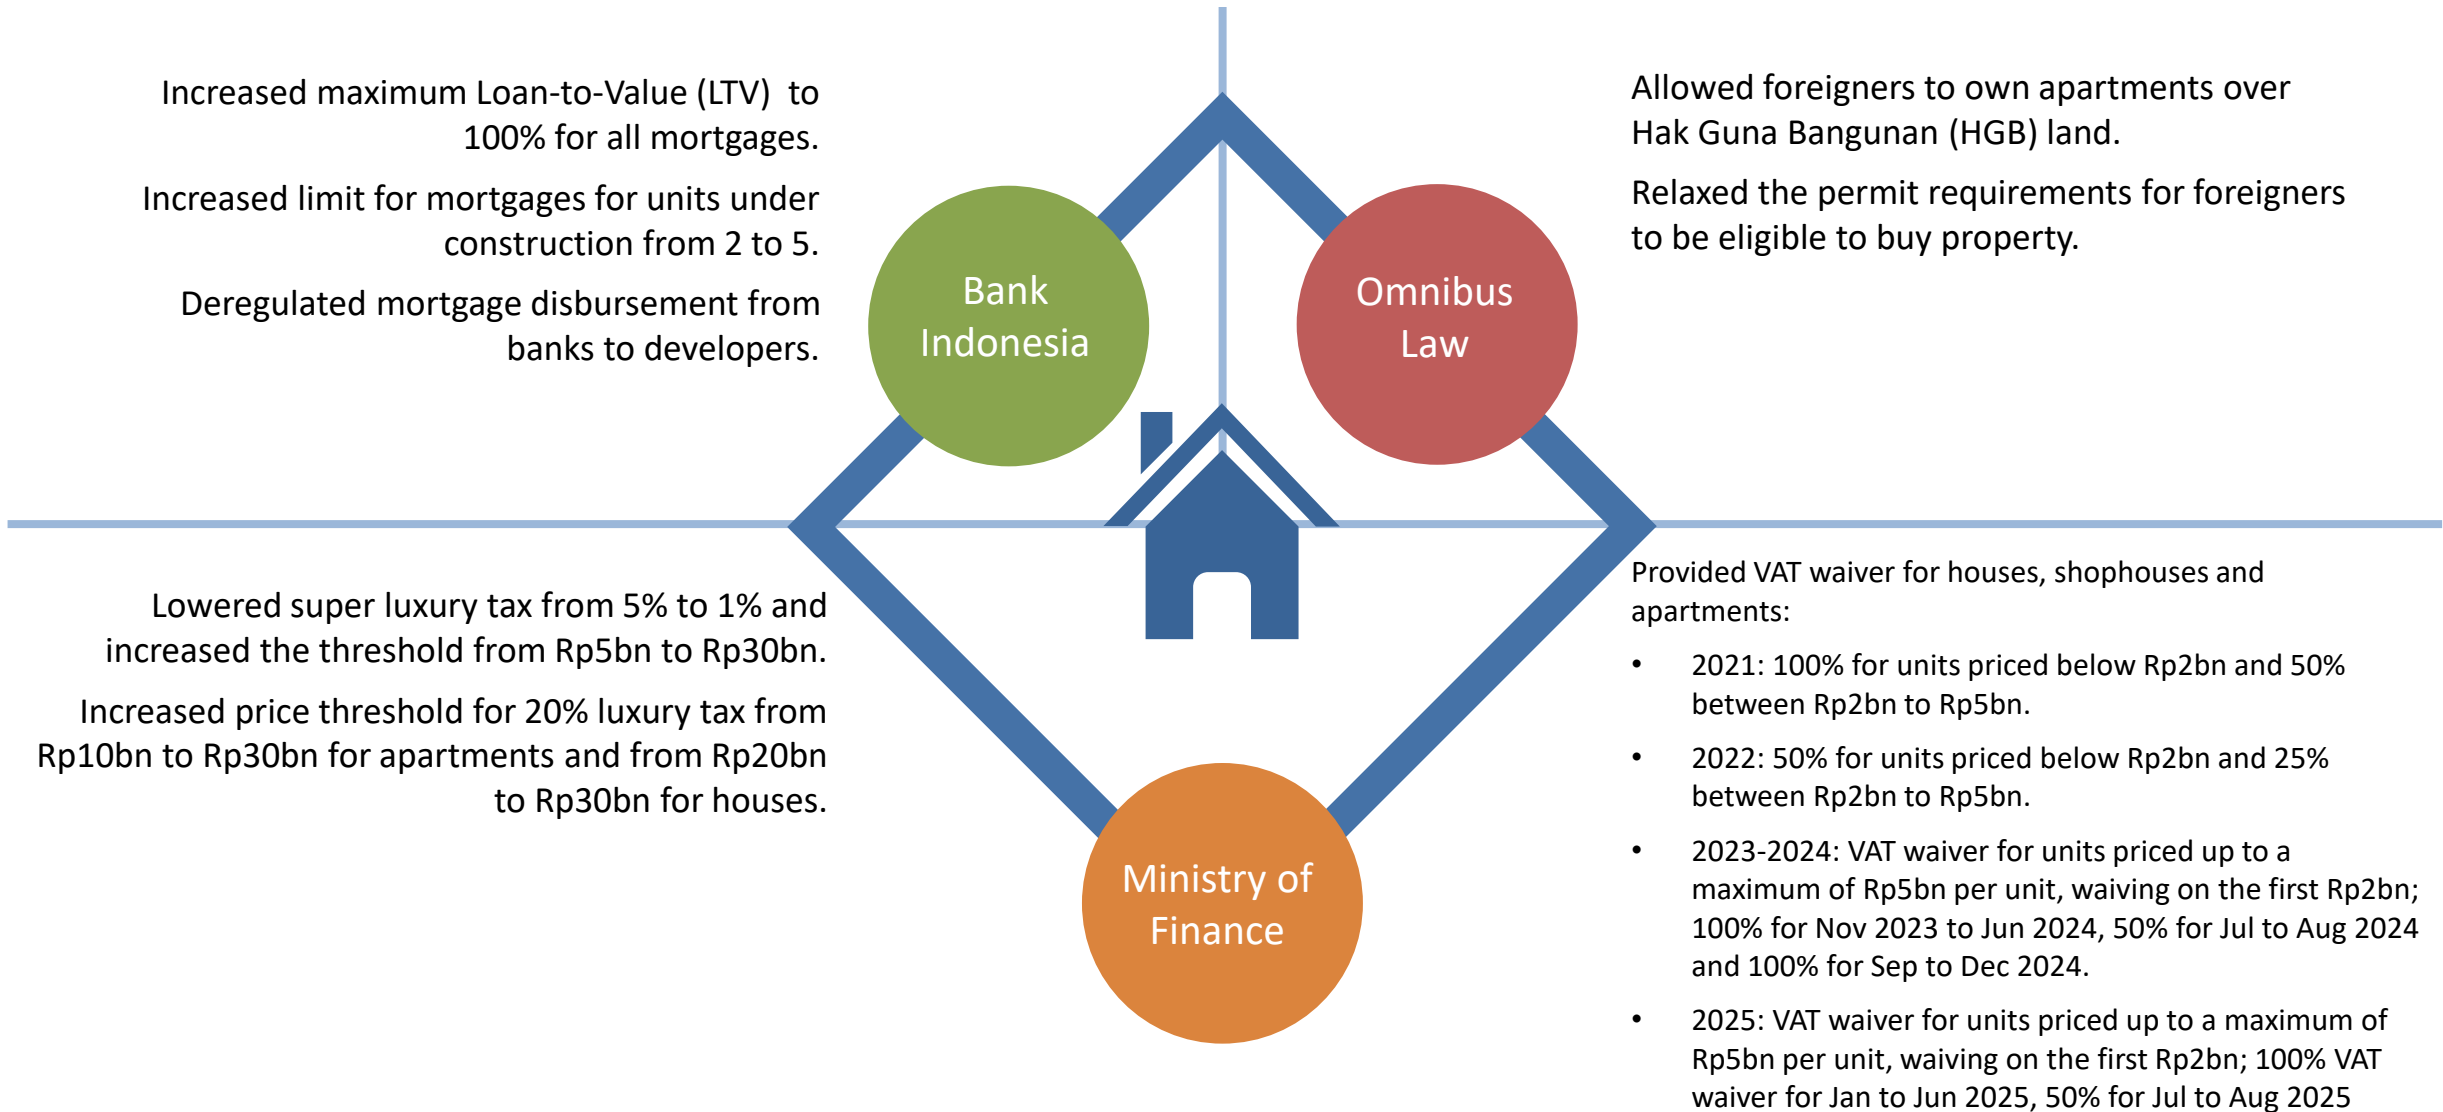 Increased maximum Loan-to-Value (LTV) to
100% for all mortgages.
Increased limit for mortgages for units under
construction from 2 to 5.
Deregulated mortgage disbursement from
banks to developers.
Bank
Indonesia
Omnibus
Law
Allowed foreigners to own apartments over
Hak Guna Bangunan (HGB) land.
Relaxed the permit requirements for foreigners
to be eligible to buy property.
Lowered super luxury tax from 5% to 1% and
increased the threshold from Rp5bn to Rp30bn.
Increased price threshold for 20% luxury tax from
Rp10bn to Rp30bn for apartments and from Rp20bn
to Rp30bn for houses.
Ministry of
Finance
Provided VAT waiver for houses, shophouses and
apartments:
• 2021: 100% for units priced below Rp2bn and 50%
between Rp2bn to Rp5bn.
• 2022: 50% for units priced below Rp2bn and 25%
between Rp2bn to Rp5bn.
• 2023-2024: VAT waiver for units priced up to a
maximum of Rp5bn per unit, waiving on the first Rp2bn;
100% for Nov 2023 to Jun 2024, 50% for Jul to Aug 2024
and 100% for Sep to Dec 2024.
• 2025: VAT waiver for units priced up to a maximum of
Rp5bn per unit, waiving on the first Rp2bn; 100% VAT
waiver for Jan to Jun 2025, 50% for Jul to Aug 2025